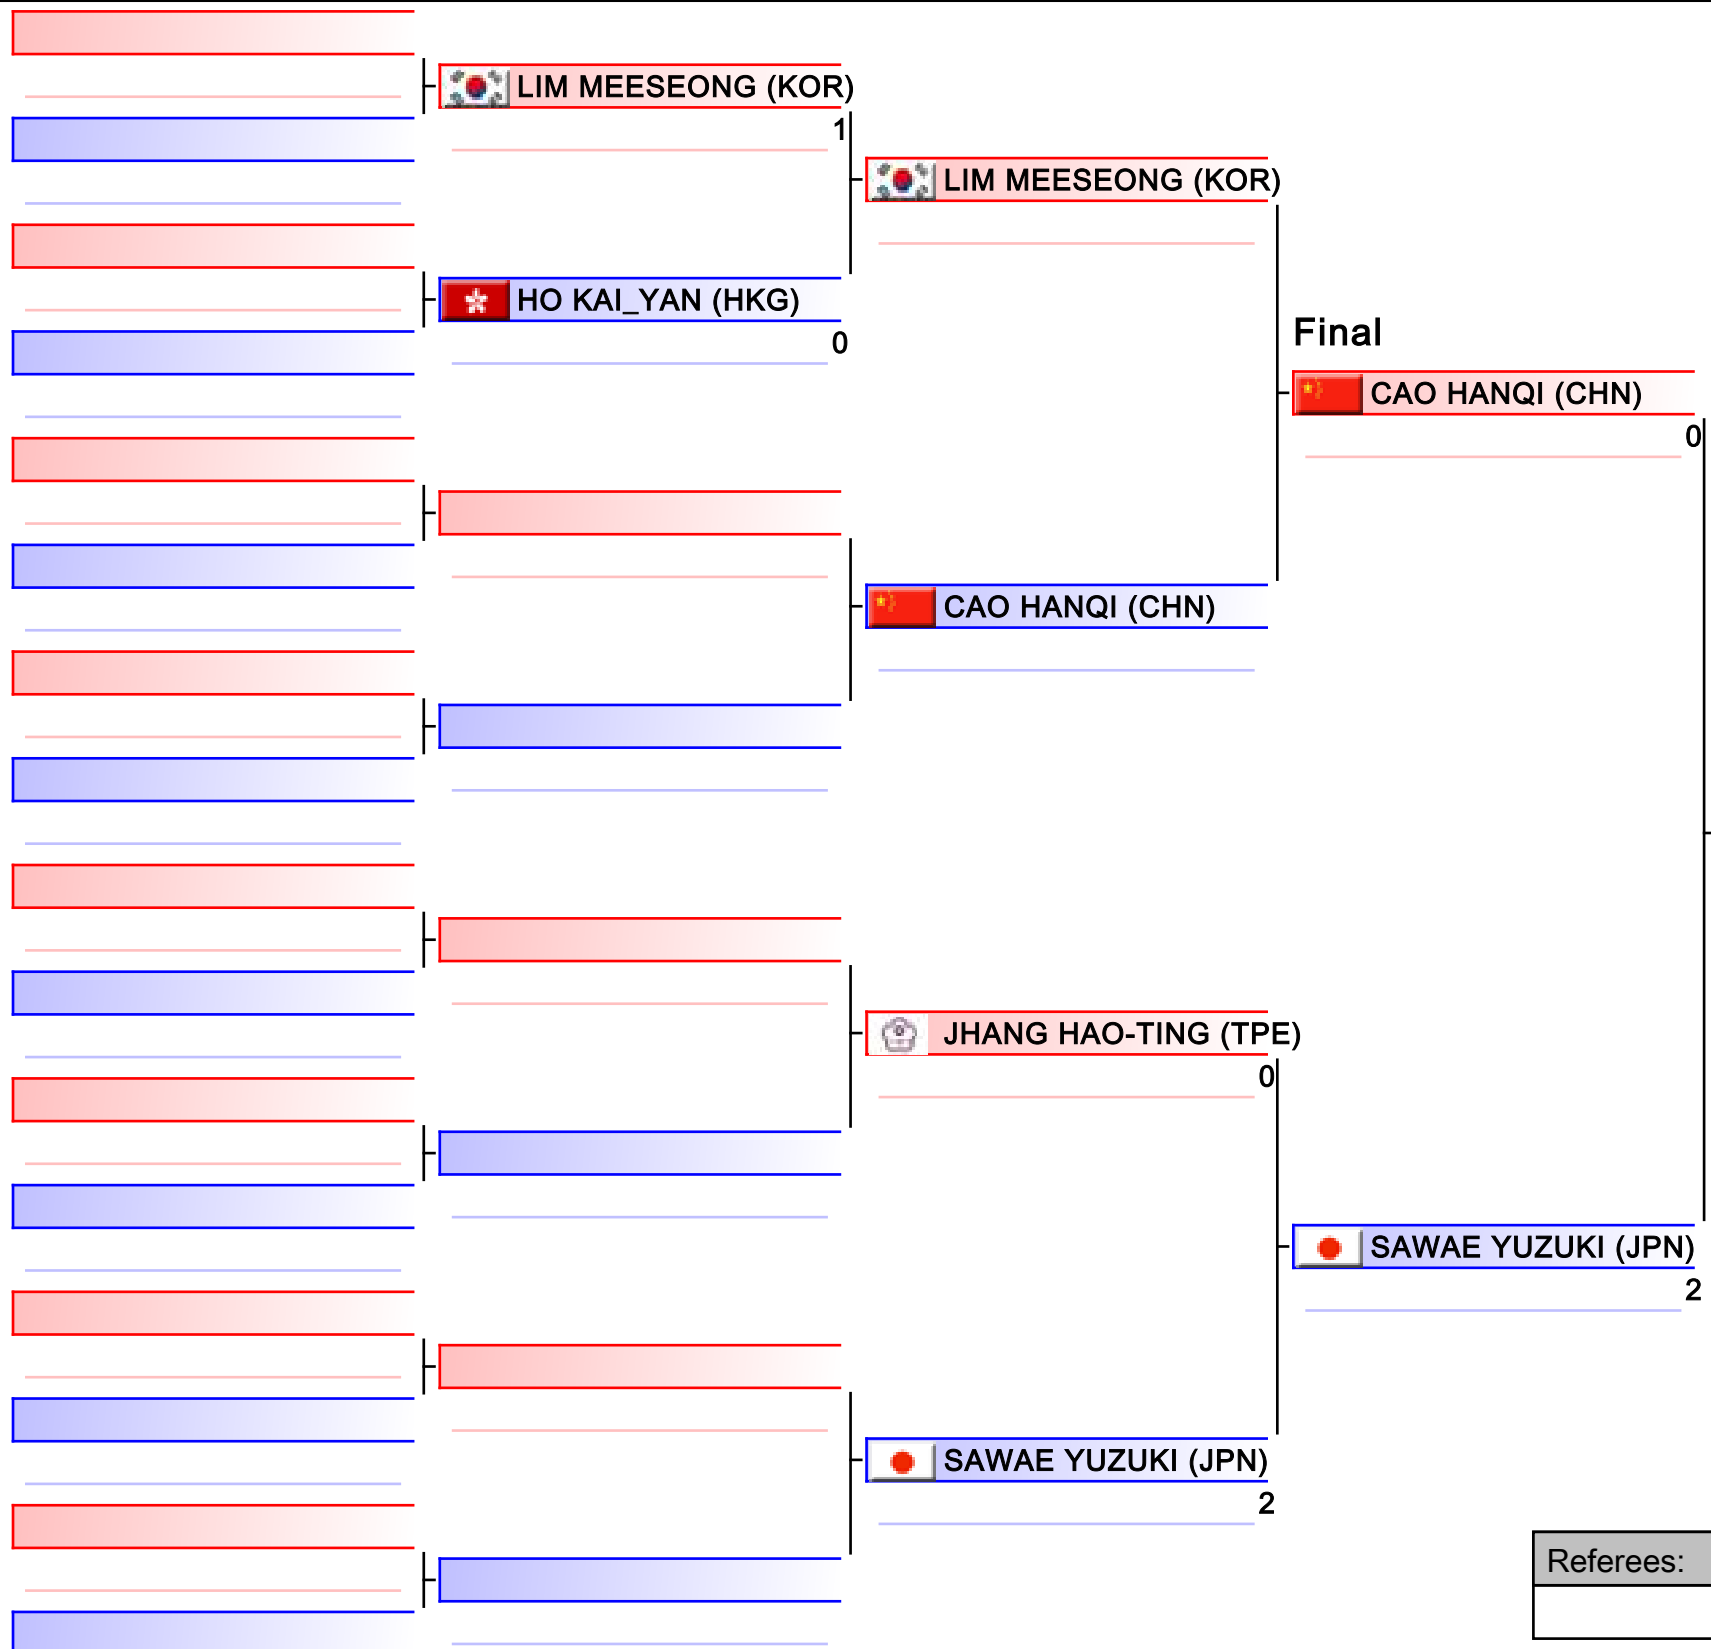 LIM MEESEONG (KOR)
1
HO KAI_YAN (HKG)
0
LIM MEESEONG (KOR)
CAO HANQI (CHN)
JHANG HAO-TING (TPE)
0
SAWAE YUZUKI (JPN)
2
Final
CAO HANQI (CHN)
0
SAWAE YUZUKI (JPN)
2
Referees: